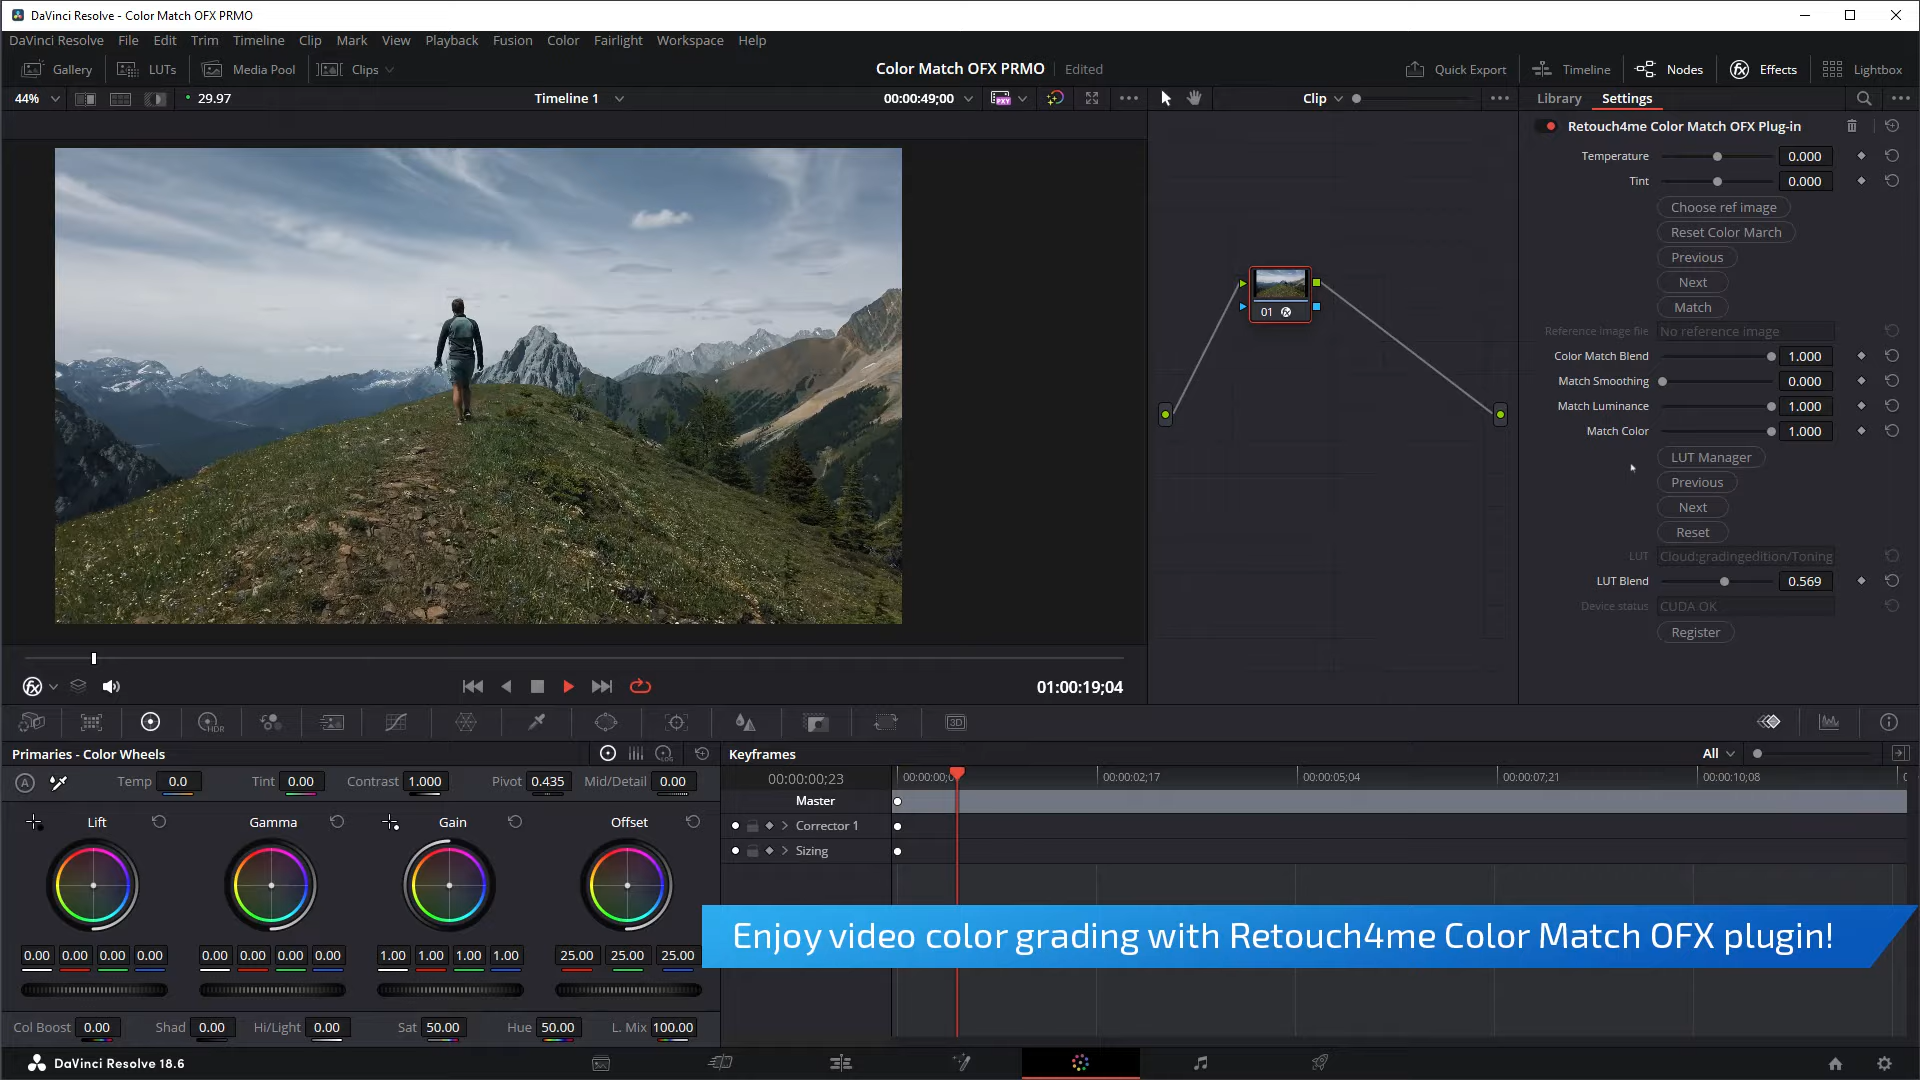 DaVinci Resolve - Color Match OFX PRMO
DaVinci Resolve File Edit Trim Timeline Clip Mark View Playback Fusion Color Fairlight Workspace Help
Gallery LUTs Media Pool Clips Color Match OFX PRMO Edited Quick Export Timeline Nodes Effects Lightbox
44% 29.97 Timeline 1 00:00:49;00 PXY Clip Library Settings
Retouch4me Color Match OFX Plug-in
Temperature 0.000
Tint 0.000
Choose ref image
Reset Color March
Previous
Next
Match
Reference image file No reference image
Color Match Blend 1.000
Match Smoothing 0.000
Match Luminance 1.000
Match Color 1.000
LUT Manager
Previous
Next
Reset
LUT Cloud:gradingedition/Toning
LUT Blend 0.569
Device status CUDA OK
Register
01
01:00:19;04
HDR 3D
Primaries - Color Wheels LOG
A Temp 0.0 Tint 0.00 Contrast 1.000 Pivot 0.435 Mid/Detail 0.00
Lift Gamma Gain Offset
0.00 0.00 0.00 0.00 0.00 0.00 0.00 0.00 1.00 1.00 1.00 1.00 25.00 25.00 25.00
Col Boost 0.00 Shad 0.00 Hi/Light 0.00 Sat 50.00 Hue 50.00 L. Mix 100.00
Keyframes All
00:00:00;23 00:00:00;0 00:00:02;17 00:00:05;04 00:00:07;21 00:00:10;08
Master
Corrector 1
Sizing
Enjoy video color grading with Retouch4me Color Match OFX plugin!
DaVinci Resolve 18.6